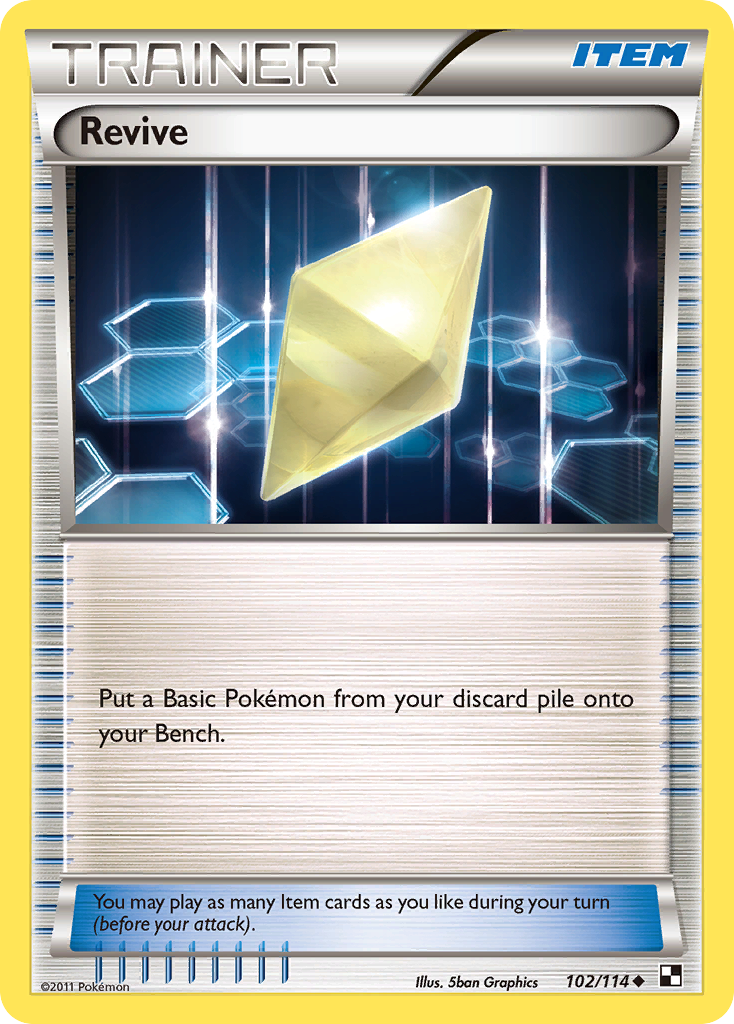 TRAINER
ITEM
Revive
Put a Basic Pokémon from your discard pile onto
your Bench.
You may play as many Item cards as you like during your turn
(before your attack).
©2011 Pokémon
Illus. 5ban Graphics
102/114